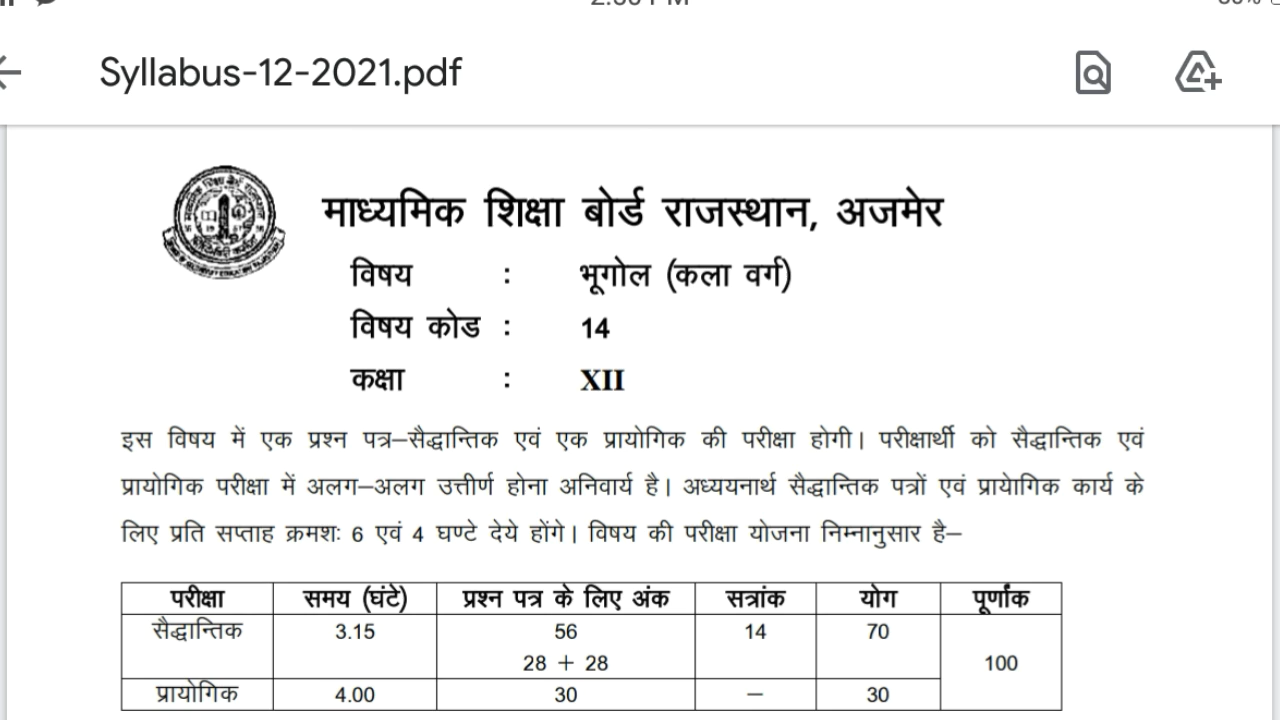 Syllabus-12-2021.pdf
माध्यमिक शिक्षा बोर्ड राजस्थान, अजमेर
विषय : भूगोल (कला वर्ग)
विषय कोड : 14
कक्षा : XII
इस विषय में एक प्रश्न पत्र–सैद्धान्तिक एवं एक प्रायोगिक की परीक्षा होगी। परीक्षार्थी को सैद्धान्तिक एवं
प्रायोगिक परीक्षा में अलग–अलग उत्तीर्ण होना अनिवार्य है। अध्ययनार्थ सैद्धान्तिक पत्रों एवं प्रायेागिक कार्य के
लिए प्रति सप्ताह क्रमशः 6 एवं 4 घण्टे देये होंगे। विषय की परीक्षा योजना निम्नानुसार है–
परीक्षा समय (घंटे) प्रश्न पत्र के लिए अंक सत्रांक योग पूर्णांक
सैद्धान्तिक 3.15 56 14 70
28 + 28 100
प्रायोगिक 4.00 30 – 30